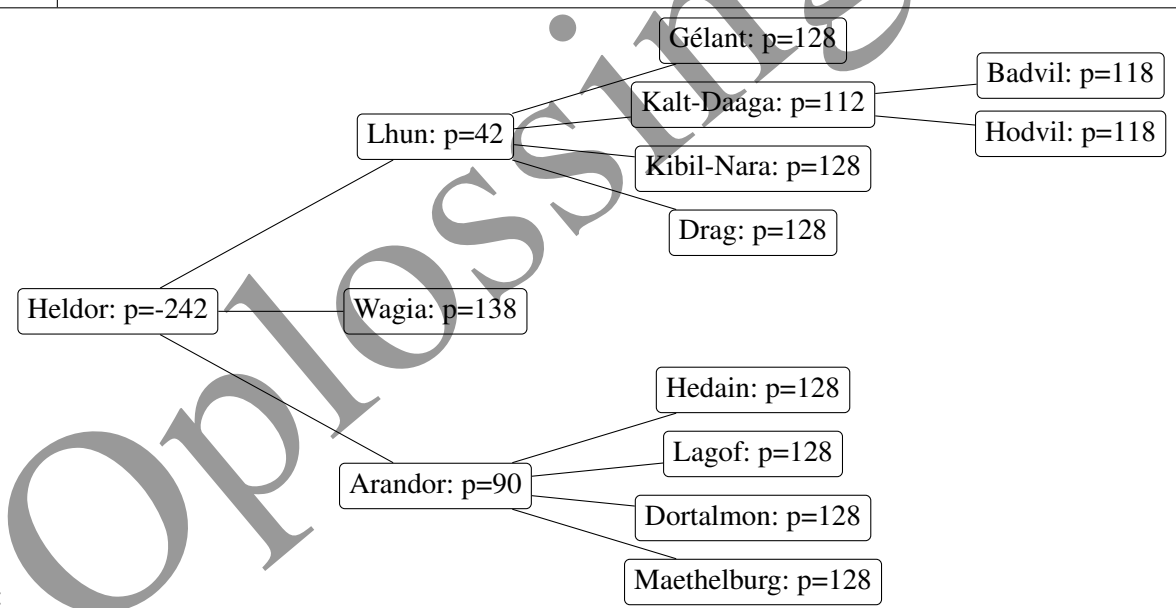 Gélant: p=128
Badvil: p=118
Kalt-Daaga: p=112
Lhun: p=42
Hodvil: p=118
Kibil-Nara: p=128
Drag: p=128
Heldor: p=-242
Wagia: p=138
Hedain: p=128
Lagof: p=128
Arandor: p=90
Dortalmon: p=128
Maethelburg: p=128
Oplossing